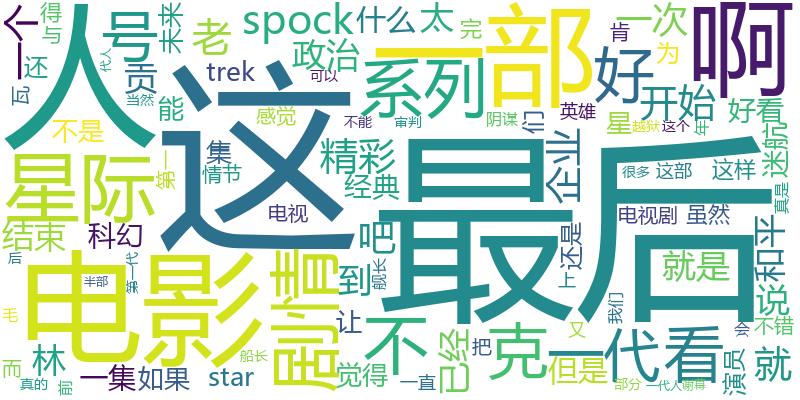 一个
人
号
得
与
还
未来
老
贡
瓦
能
spock
什么
太
完
政治
trek
感觉
代人
可以
当然
不是
系列
一部
好
肯
一次
为
啊
开始
好看
迷航
英雄
们
星
越狱
这个
年
不能
审判
阴谋
星际
第一
集
情节
这
精彩
经典
最后
企业
很多
这部
这样
真是
电视
电视剧
虽然
结束
科幻
吧
还是
和平
后
半部
第一代
电影
剧情
到
舰长
上
就是
说
我们
毛
让
不
克
一代
看
又
会
不错
而
林
真的
前
一集
如果
船长
star
觉得
一直
已经
把
但是
部分
一代人
谢幕
演员
就